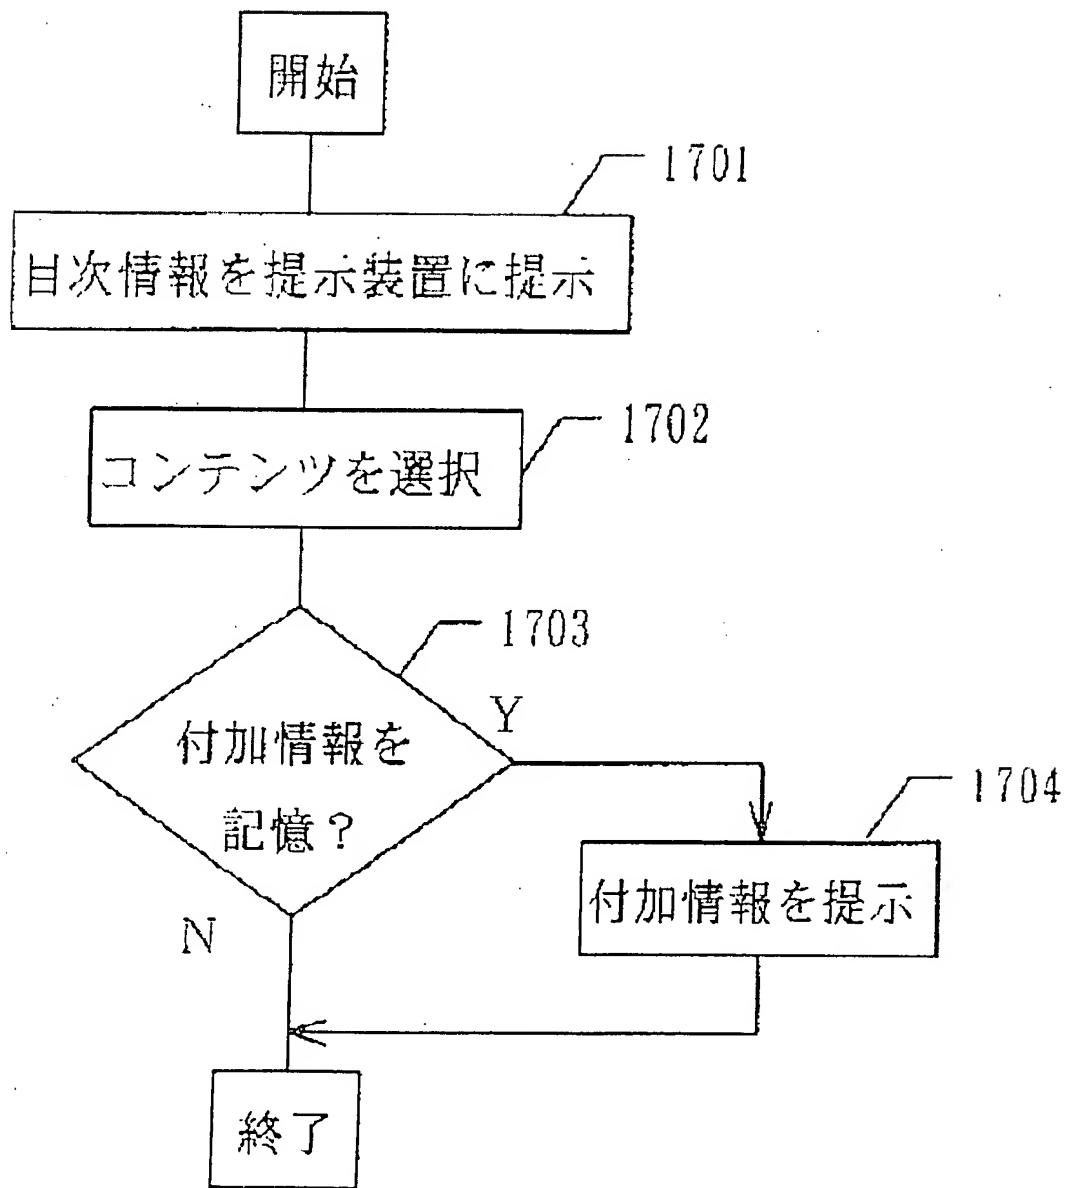 開始
1701
目次情報を提示装置に提示
1702
コンテンツを選択
1703
付加情報を
記憶？
Y
1704
付加情報を提示
N
終了